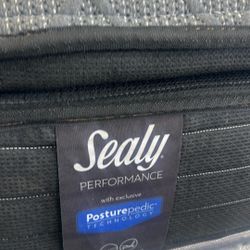 Sealy
PERFORMANCE
with exclusive
Posturepedic
TECHNOLOGY